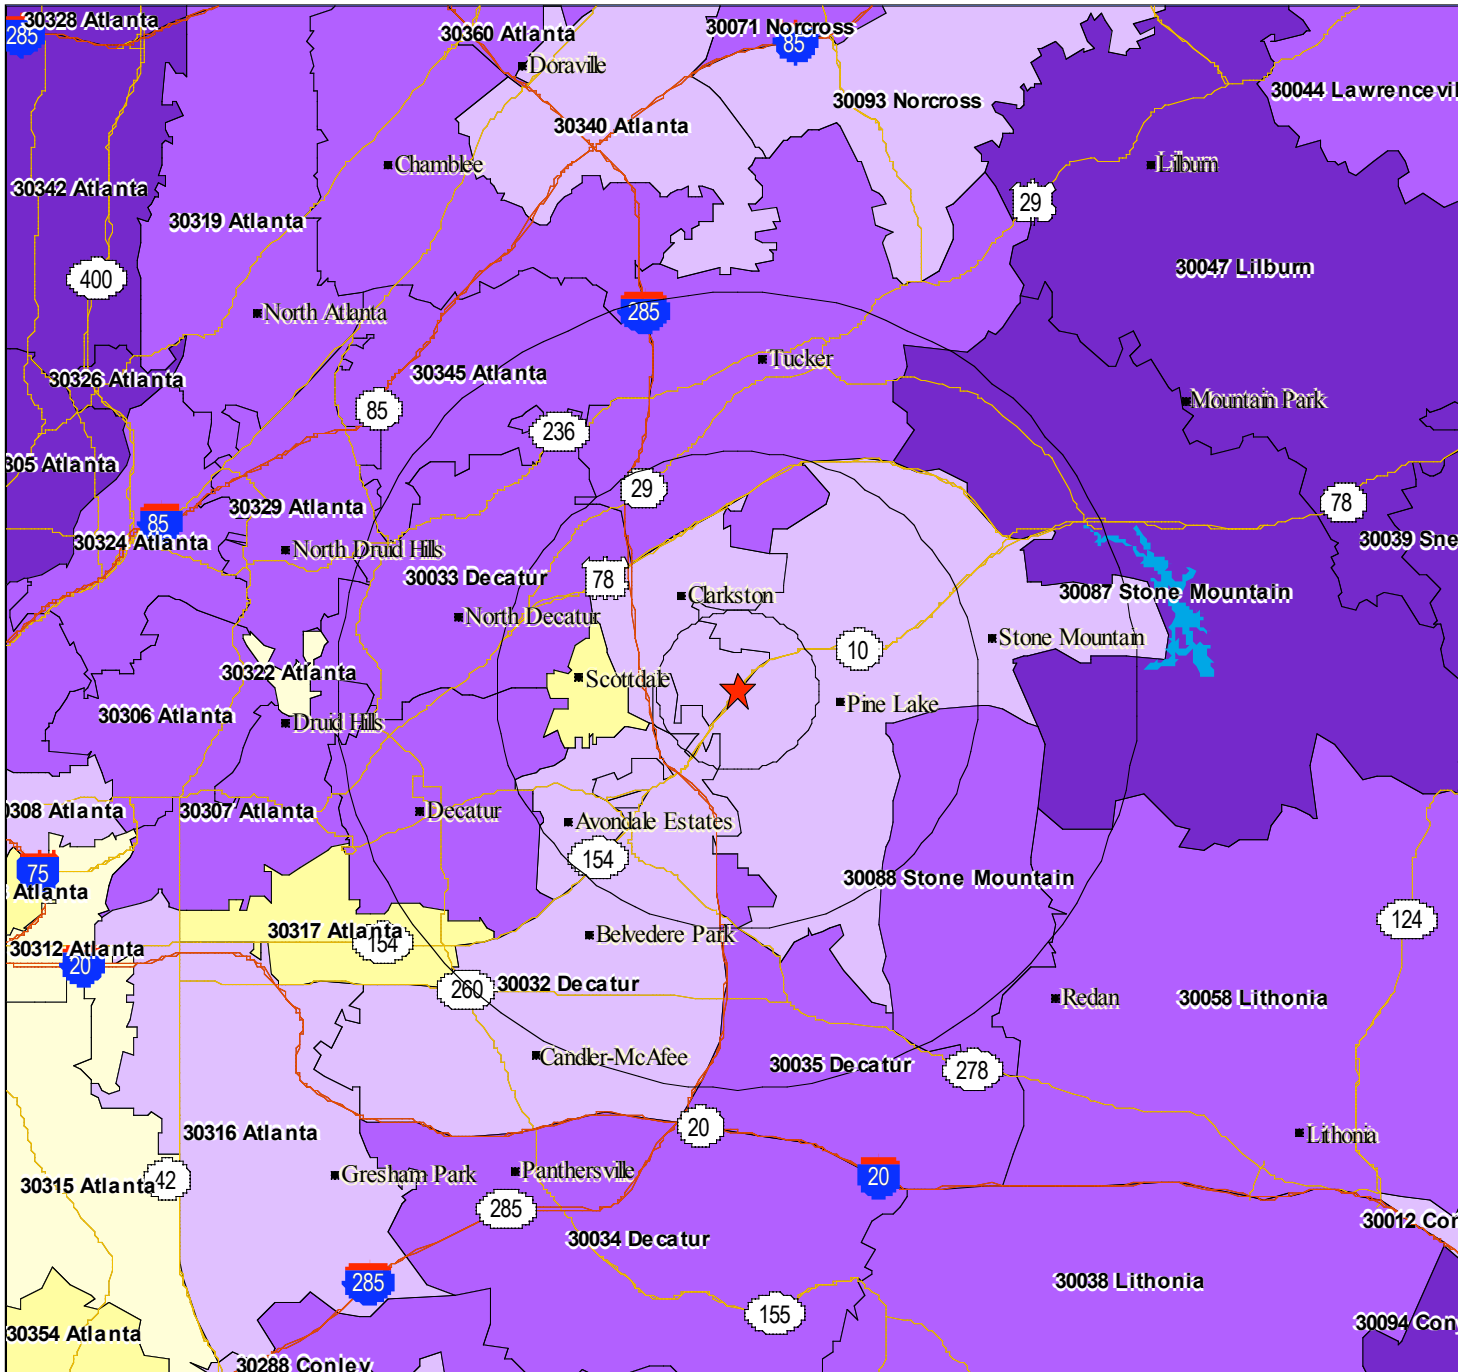 30328 Atlanta
285
30360 Atlanta
30071 Norcross
85
Doraville
30044 Lawrencevil
30093 Norcross
30340 Atlanta
Chamblee
Lilburn
30342 Atlanta
29
30319 Atlanta
30047 Lilburn
400
North Atlanta
285
Tucker
30326 Atlanta
30345 Atlanta
Mountain Park
85
236
305 Atlanta
29
78
30329 Atlanta
85
30324 Atlanta
30039 Sne
North Druid Hills
30033 Decatur
78
30087 Stone Mountain
Clarkston
North Decatur
Stone Mountain
10
30322 Atlanta
Scottdale
Pine Lake
30306 Atlanta
Druid Hills
0308 Atlanta
30307 Atlanta
Decatur
Avondale Estates
154
75
30088 Stone Mountain
Atlanta
124
30317 Atlanta
154
Belvedere Park
30312 Atlanta
20
260
30032 Decatur
Redan
30058 Lithonia
Candler-McAfee
30035 Decatur
278
20
30316 Atlanta
Lithonia
Gresham Park
Panthersville
42
20
30315 Atlanta
285
30012 Con
30034 Decatur
285
30038 Lithonia
155
30354 Atlanta
30094 Con
30288 Conley